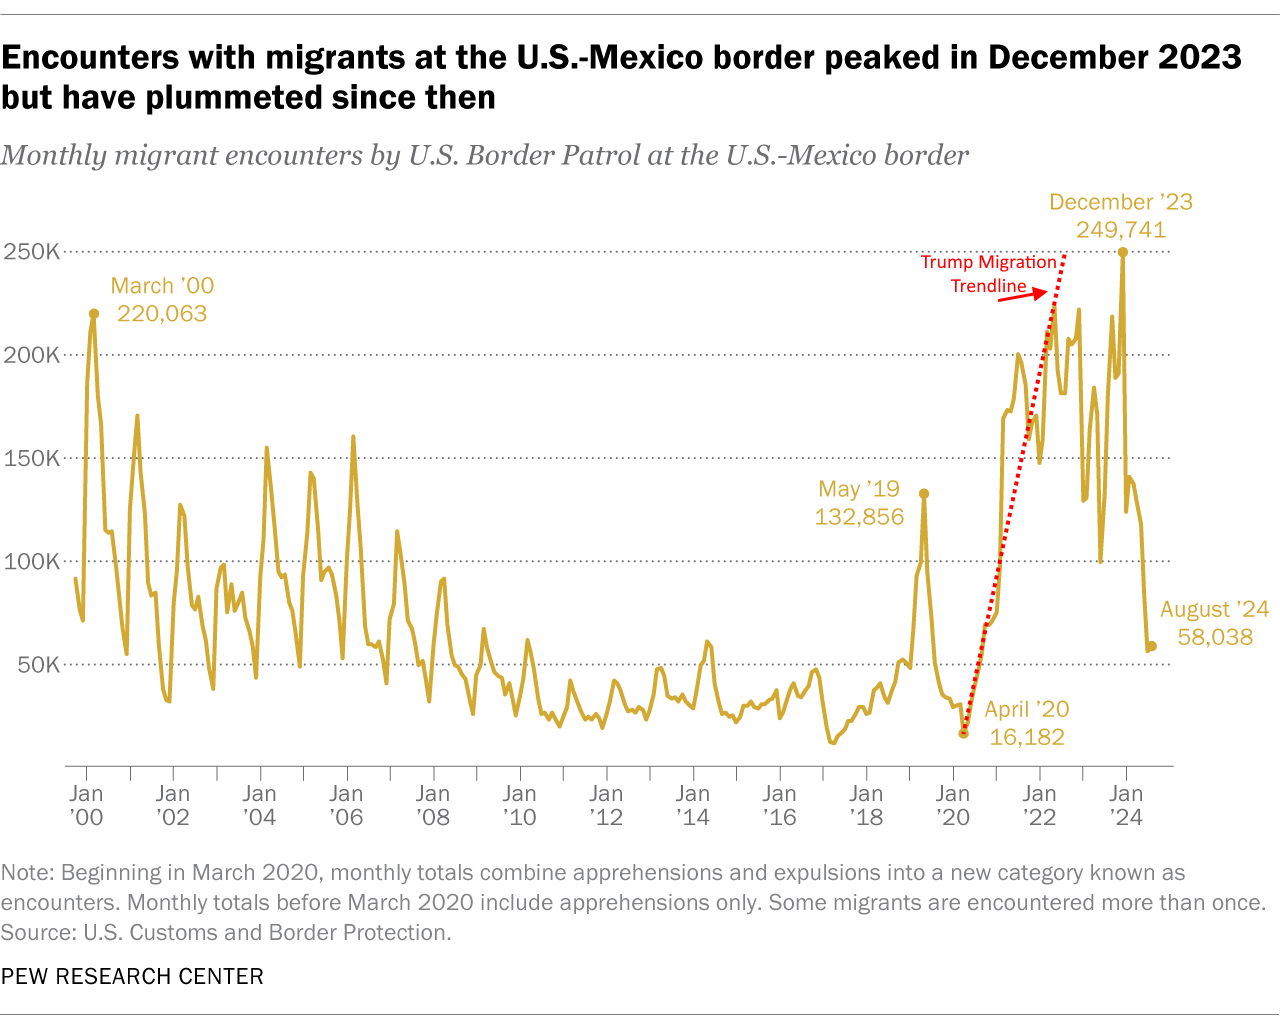 Encounters with migrants at the U.S.-Mexico border peaked in December 2023
but have plummeted since then
Monthly migrant encounters by U.S. Border Patrol at the U.S.-Mexico border
December ’23
249,741
250K
Trump Migration
Trendline
March ’00
220,063
200K
150K
May ’19
132,856
100K
August ’24
58,038
50K
April ’20
16,182
Jan Jan Jan Jan Jan Jan Jan Jan Jan Jan Jan Jan Jan
’00 ’02 ’04 ’06 ’08 ’10 ’12 ’14 ’16 ’18 ’20 ’22 ’24
Note: Beginning in March 2020, monthly totals combine apprehensions and expulsions into a new category known as
encounters. Monthly totals before March 2020 include apprehensions only. Some migrants are encountered more than once.
Source: U.S. Customs and Border Protection.
PEW RESEARCH CENTER